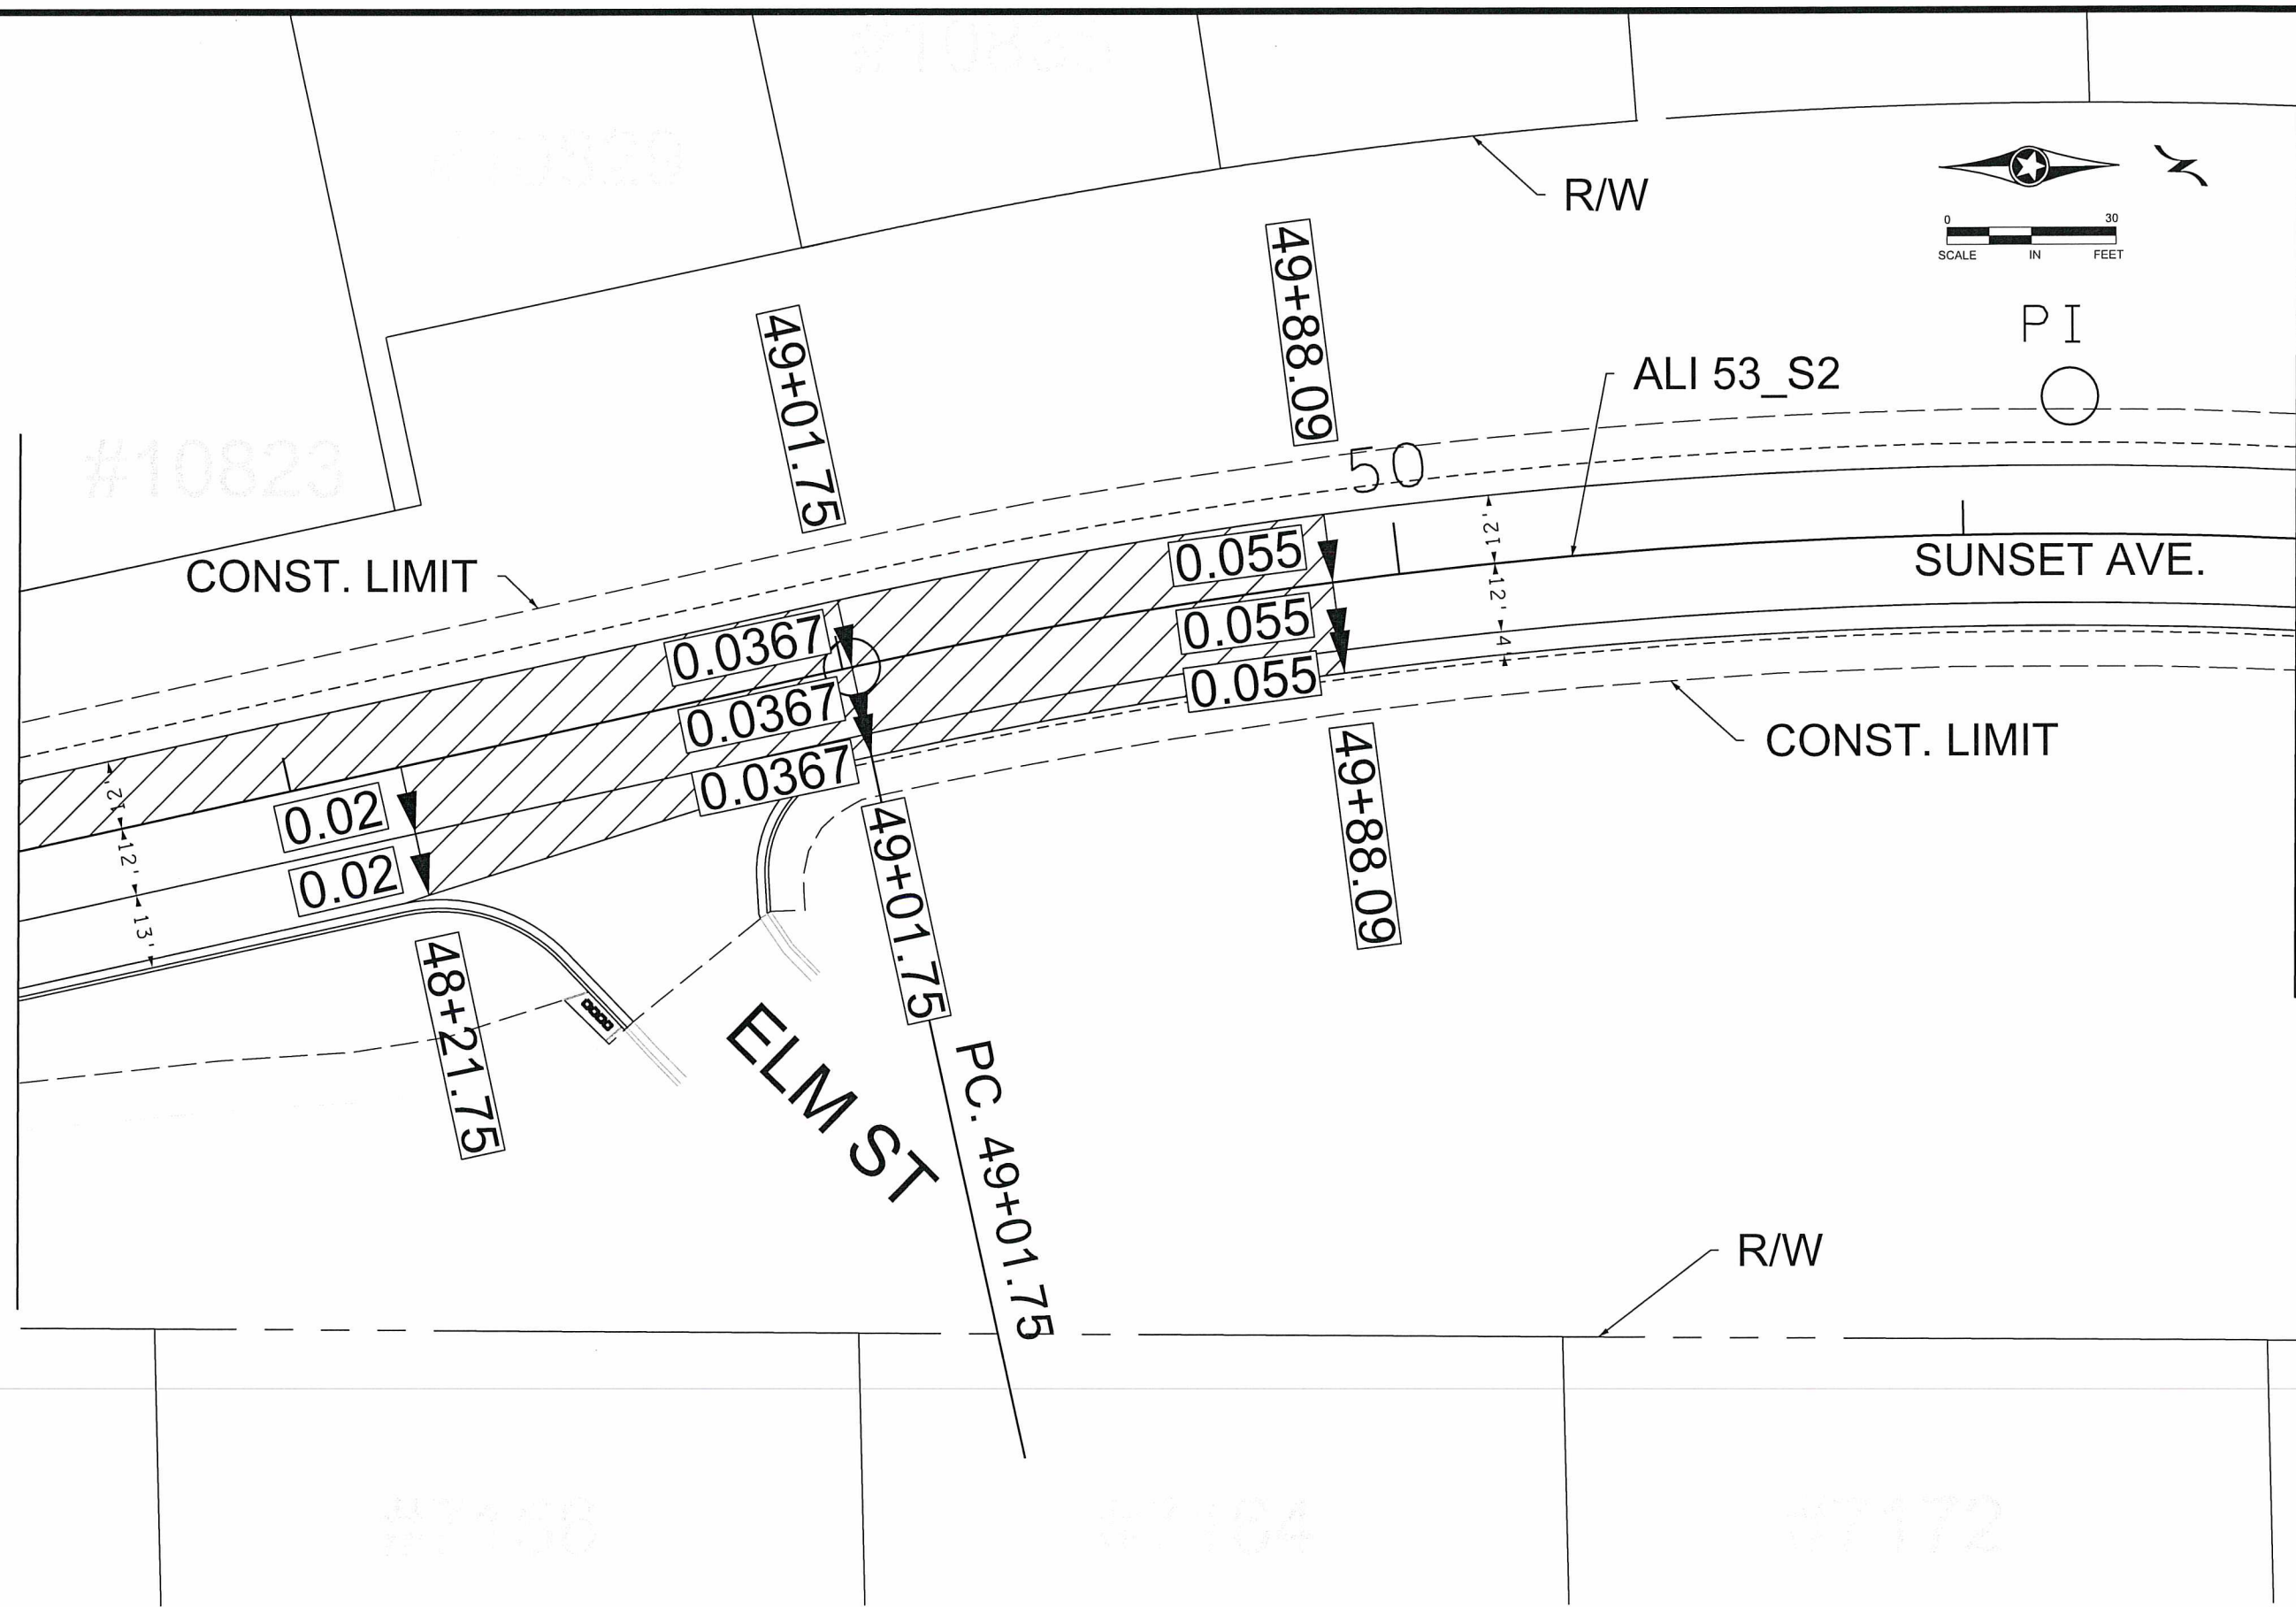 R/W
0 30
SCALE IN FEET
49+88.09
PI
49+01.75
ALI 53_S2
#10823
50
CONST. LIMIT
12'
12'
4'
SUNSET AVE.
0.055
0.055
0.055
0.0367
0.0367
0.0367
CONST. LIMIT
12'
12'
13'
0.02
0.02
49+88.09
49+01.75
48+21.75
ELM ST
PC. 49+01.75
R/W